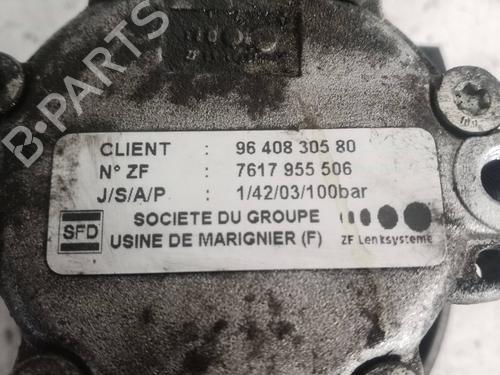 B-PARTS
CLIENT : 96 408 305 80
N° ZF : 7617 955 506
J/S/A/P : 1/42/03/100bar
SFD
SOCIETE DU GROUPE
USINE DE MARIGNIER (F)
ZF Lenksysteme